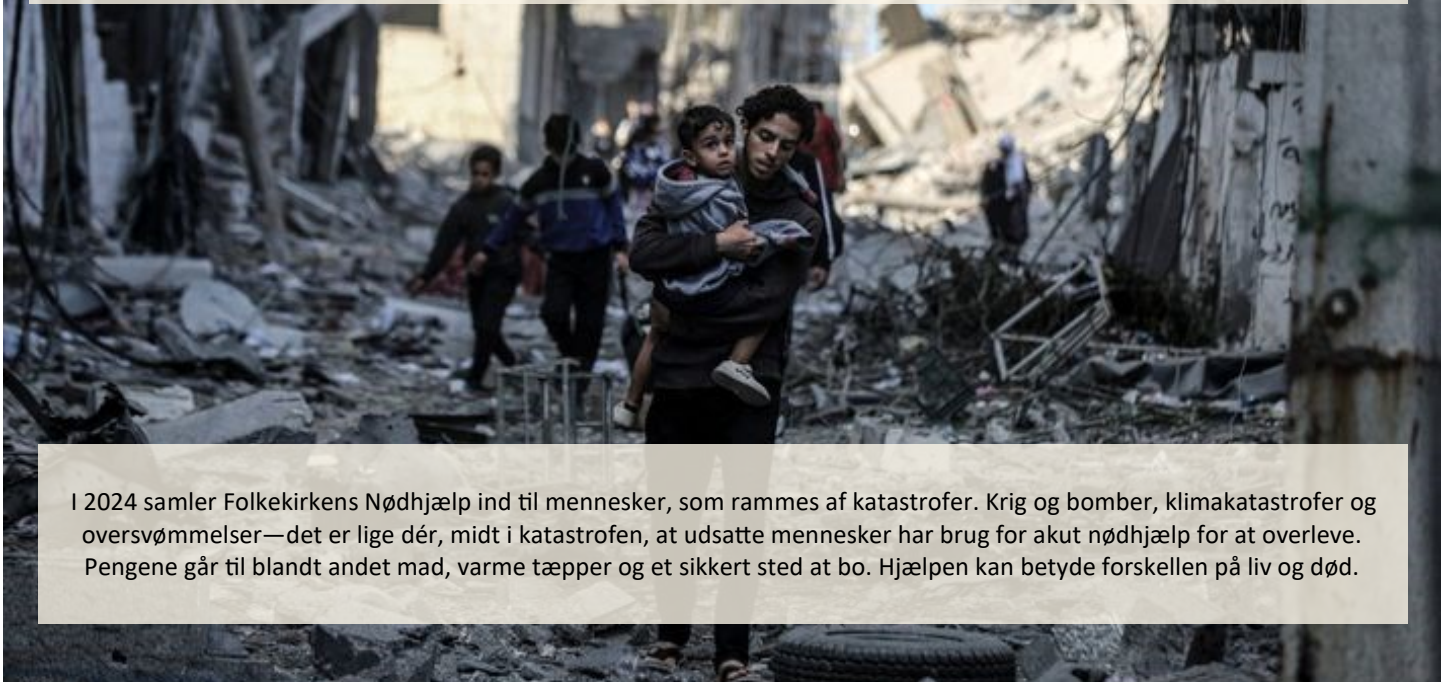 I 2024 samler Folkekirkens Nødhjælp ind til mennesker, som rammes af katastrofer. Krig og bomber, klimakatastrofer og
oversvømmelser—det er lige dér, midt i katastrofen, at udsatte mennesker har brug for akut nødhjælp for at overleve.
Pengene går til blandt andet mad, varme tæpper og et sikkert sted at bo. Hjælpen kan betyde forskellen på liv og død.